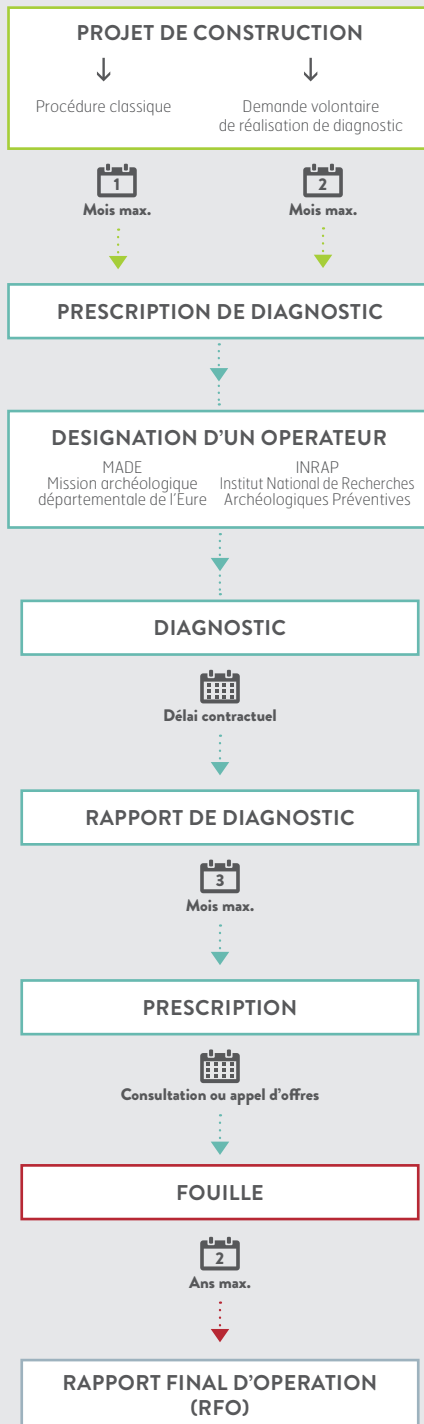 PROJET DE CONSTRUCTION
Procédure classique
Demande volontaire
de réalisation de diagnostic
1
Mois max.
2
Mois max.
PRESCRIPTION DE DIAGNOSTIC
DESIGNATION D'UN OPERATEUR
MADE
Mission archéologique
départementale de l'Eure
INRAP
Institut National de Recherches
Archéologiques Préventives
DIAGNOSTIC
Délai contractuel
RAPPORT DE DIAGNOSTIC
3
Mois max.
PRESCRIPTION
Consultation ou appel d'offres
FOUILLE
2
Ans max.
RAPPORT FINAL D'OPERATION
(RFO)